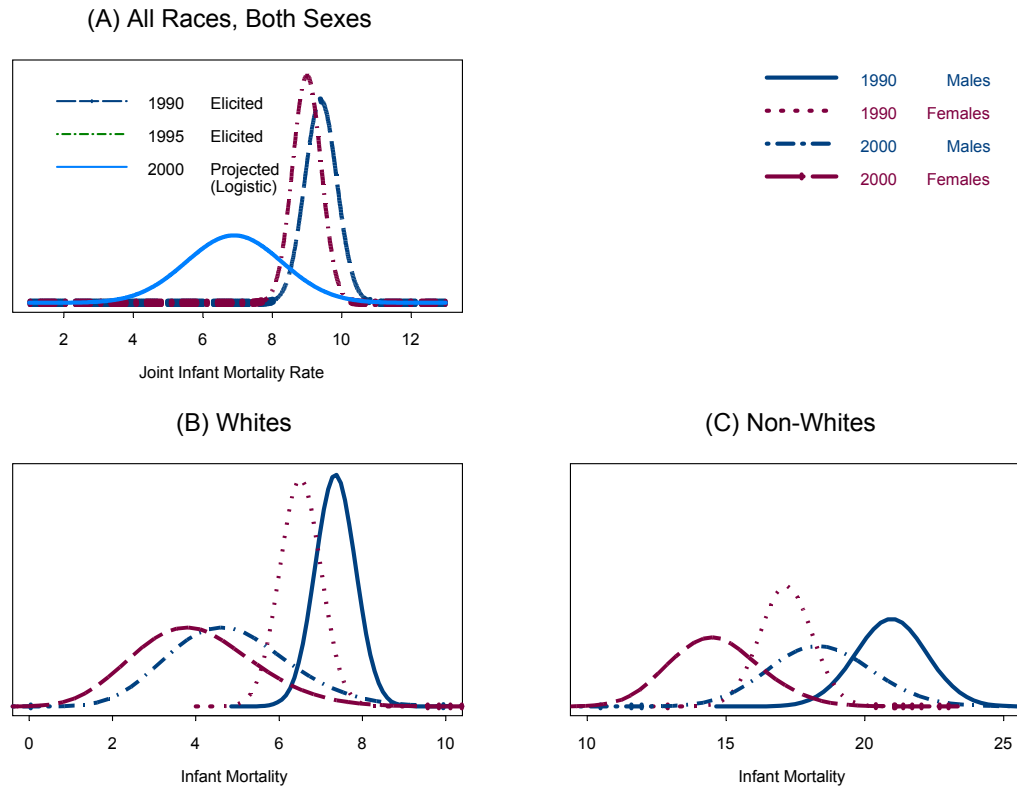 (A) All Races, Both Sexes
1990 Elicited
1995 Elicited
2000 Projected
(Logistic)
2 4 6 8 10 12
Joint Infant Mortality Rate
1990 Males
1990 Females
2000 Males
2000 Females
(B) Whites
0 2 4 6 8 10
Infant Mortality
(C) Non-Whites
10 15 20 25
Infant Mortality